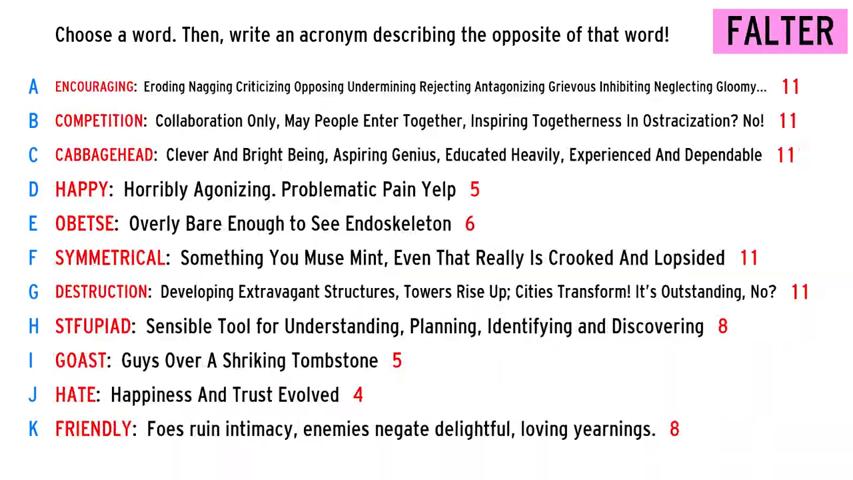 Choose a word. Then, write an acronym describing the opposite of that word!
FALTER
A ENCOURAGING: Eroding Nagging Criticizing Opposing Undermining Rejecting Antagonizing Grievous Inhibiting Neglecting Gloomy... 11
B COMPETITION: Collaboration Only, May People Enter Together, Inspiring Togetherness In Ostracization? No! 11
C CABBAGEHEAD: Clever And Bright Being, Aspiring Genius, Educated Heavily, Experienced And Dependable 11
D HAPPY: Horribly Agonizing. Problematic Pain Yelp 5
E OBETSE: Overly Bare Enough to See Endoskeleton 6
F SYMMETRICAL: Something You Muse Mint, Even That Really Is Crooked And Lopsided 11
G DESTRUCTION: Developing Extravagant Structures, Towers Rise Up; Cities Transform! It's Outstanding, No? 11
H STFUPIAD: Sensible Tool for Understanding, Planning, Identifying and Discovering 8
I GOAST: Guys Over A Shriking Tombstone 5
J HATE: Happiness And Trust Evolved 4
K FRIENDLY: Foes ruin intimacy, enemies negate delightful, loving yearnings. 8